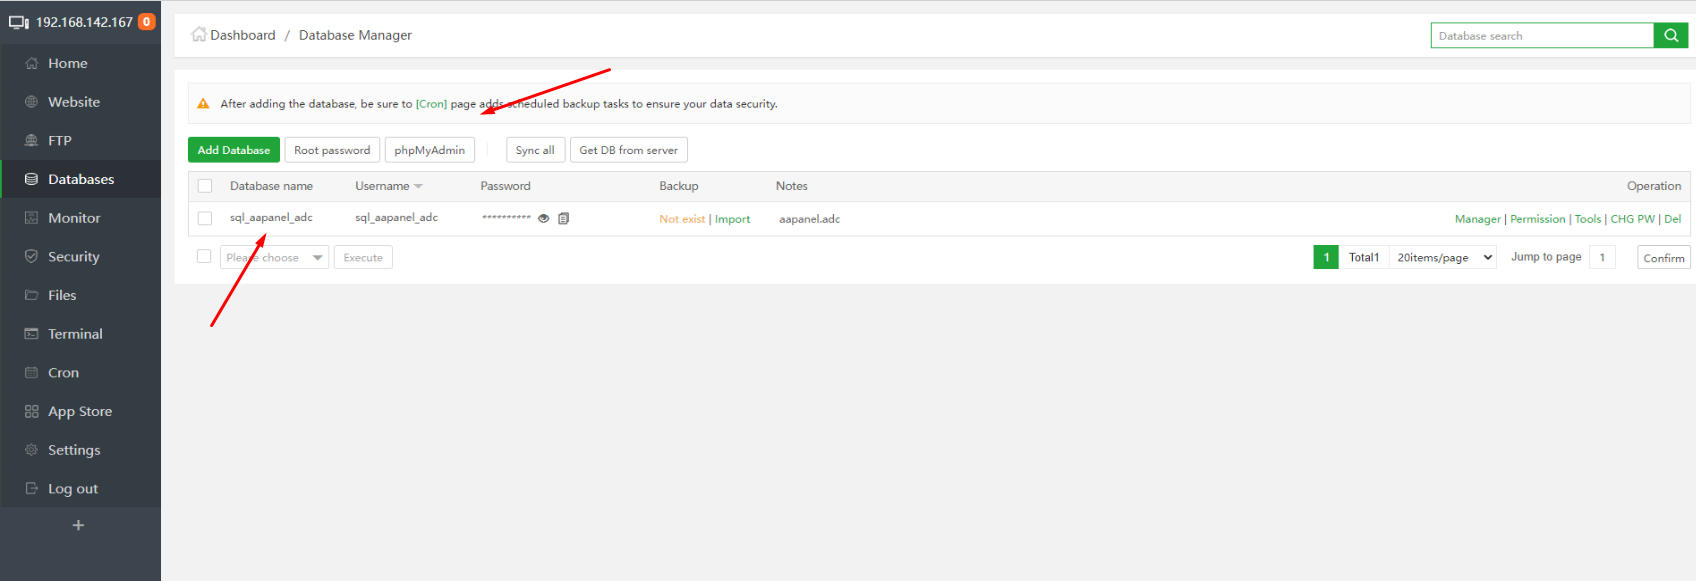 192.168.142.167 0
Home
Website
FTP
Databases
Monitor
Security
Files
Terminal
Cron
App Store
Settings
Log out
+
Dashboard / Database Manager
Database search
After adding the database, be sure to [Cron] page adds scheduled backup tasks to ensure your data security.
Add Database Root password phpMyAdmin Sync all Get DB from server
Database name Username Password Backup Notes Operation
sql_aapanel_adc sql_aapanel_adc ********** Not exist | Import aapanel.adc Manager | Permission | Tools | CHG PW | Del
Please choose Execute 1 Total1 20items/page Jump to page 1 Confirm